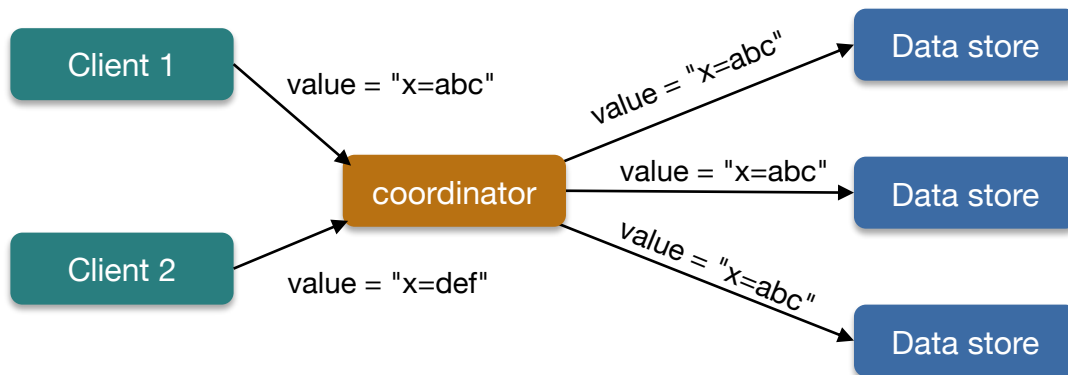 Client 1
value = "x=abc"
Client 2
value = "x=def"
coordinator
value = "x=abc"
value = "x=abc"
value = "x=abc"
Data store
Data store
Data store